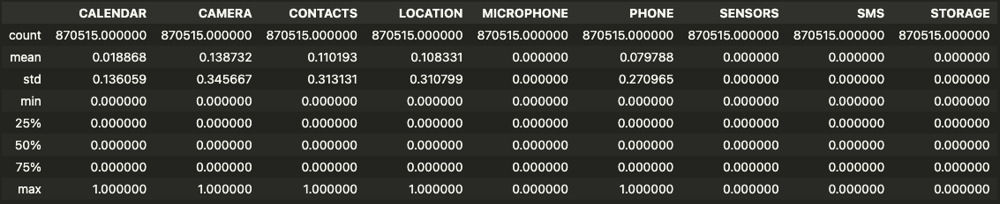 CALENDAR CAMERA CONTACTS LOCATION MICROPHONE PHONE SENSORS SMS STORAGE
count 870515.000000 870515.000000 870515.000000 870515.000000 870515.000000 870515.000000 870515.000000 870515.000000 870515.000000
mean 0.018868 0.138732 0.110193 0.108331 0.000000 0.079788 0.000000 0.000000 0.000000
std 0.136059 0.345667 0.313131 0.310799 0.000000 0.270965 0.000000 0.000000 0.000000
min 0.000000 0.000000 0.000000 0.000000 0.000000 0.000000 0.000000 0.000000 0.000000
25% 0.000000 0.000000 0.000000 0.000000 0.000000 0.000000 0.000000 0.000000 0.000000
50% 0.000000 0.000000 0.000000 0.000000 0.000000 0.000000 0.000000 0.000000 0.000000
75% 0.000000 0.000000 0.000000 0.000000 0.000000 0.000000 0.000000 0.000000 0.000000
max 1.000000 1.000000 1.000000 1.000000 0.000000 1.000000 0.000000 0.000000 0.000000